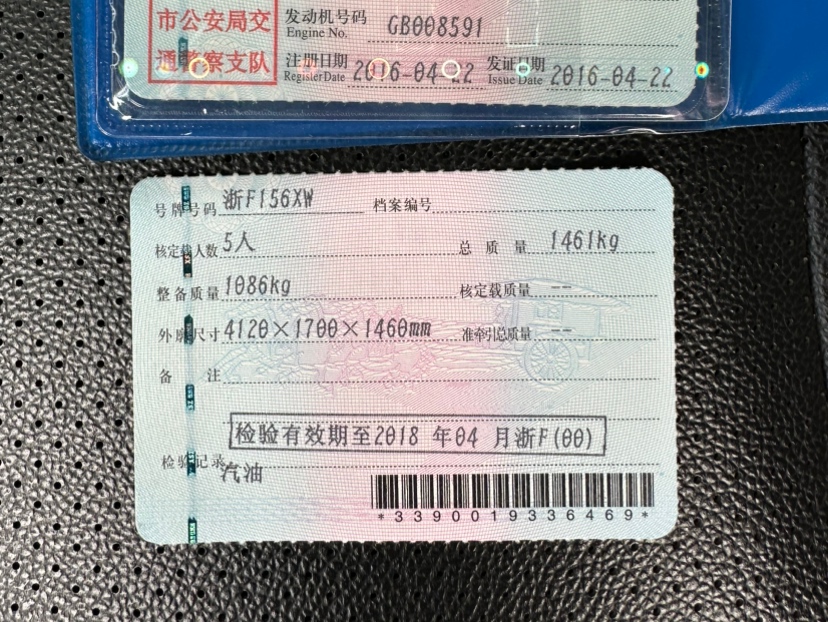 市公安局交
通警察支队
发动机号码 GB008591
Engine No.
注册日期 2016-04-22 发证日期 2016-04-22
Register Date Issue Date
号牌号码 浙F156XW 档案编号
核定载人数 5人 总质量 1461kg
整备质量 1086kg 核定载质量 --
外廓尺寸 4120×1700×1460mm 准牵引总质量 --
备注
检验有效期至2018 年04 月浙F(00)
检验记录
汽油
*3390019336469*